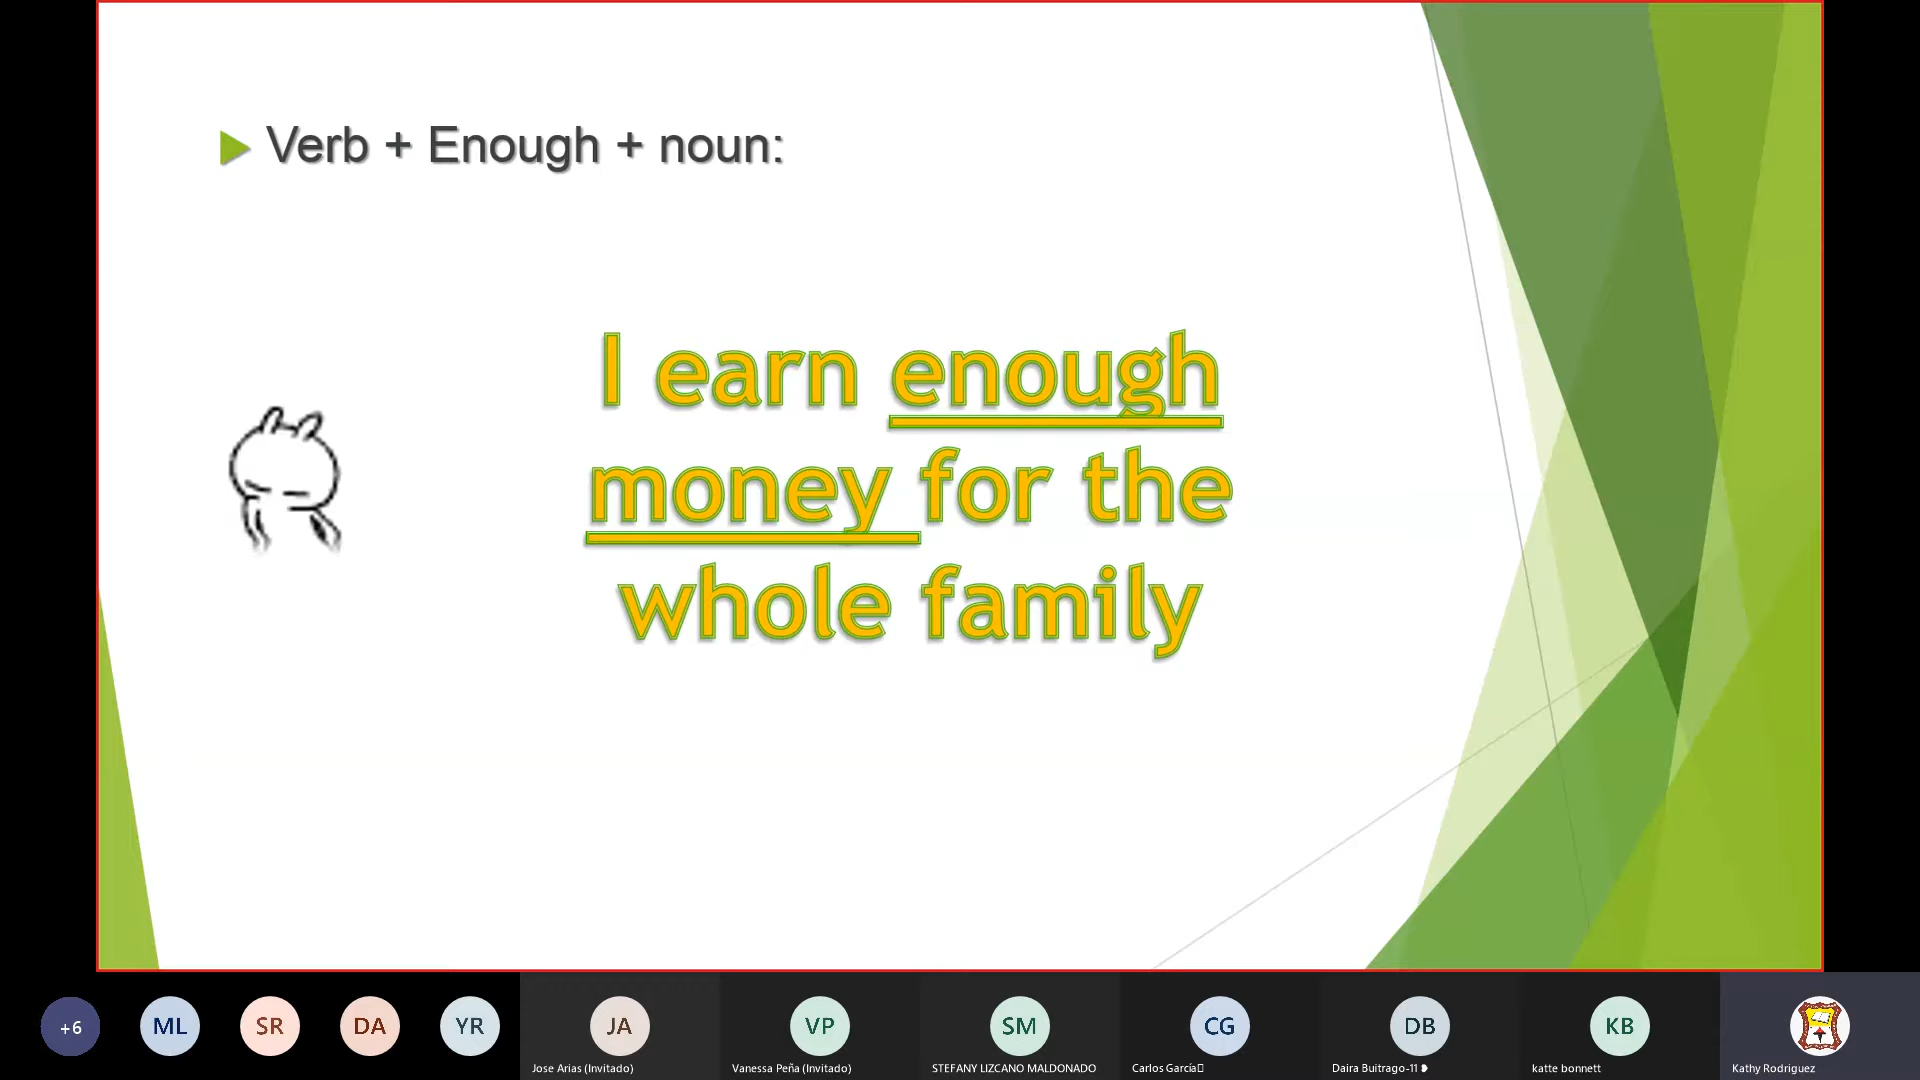 Verb + Enough + noun:
I earn enough
money for the
whole family
+6
ML
SR
DA
YR
JA
VP
SM
CG
DB
KB
Jose Arias (Invitado)
Vanessa Peña (Invitado)
STEFANY LIZCANO MALDONADO
Carlos García
Daira Buitrago-11
katte bonnett
Kathy Rodriguez